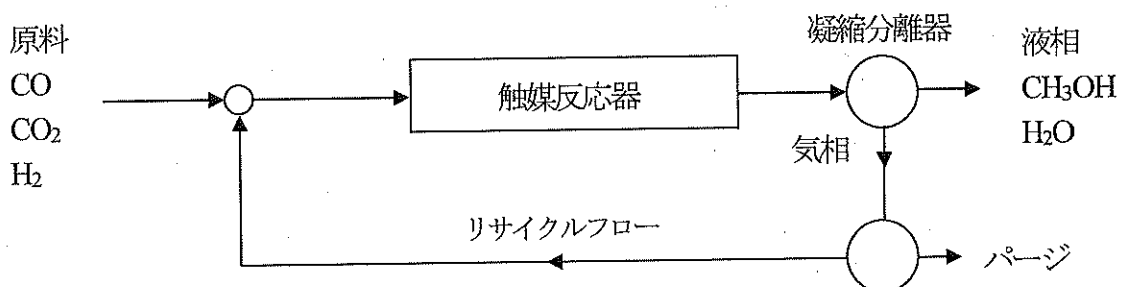 原料
CO
CO₂
H₂
触媒反応器
凝縮分離器
液相
CH₃OH
H₂O
気相
リサイクルフロー
パージ